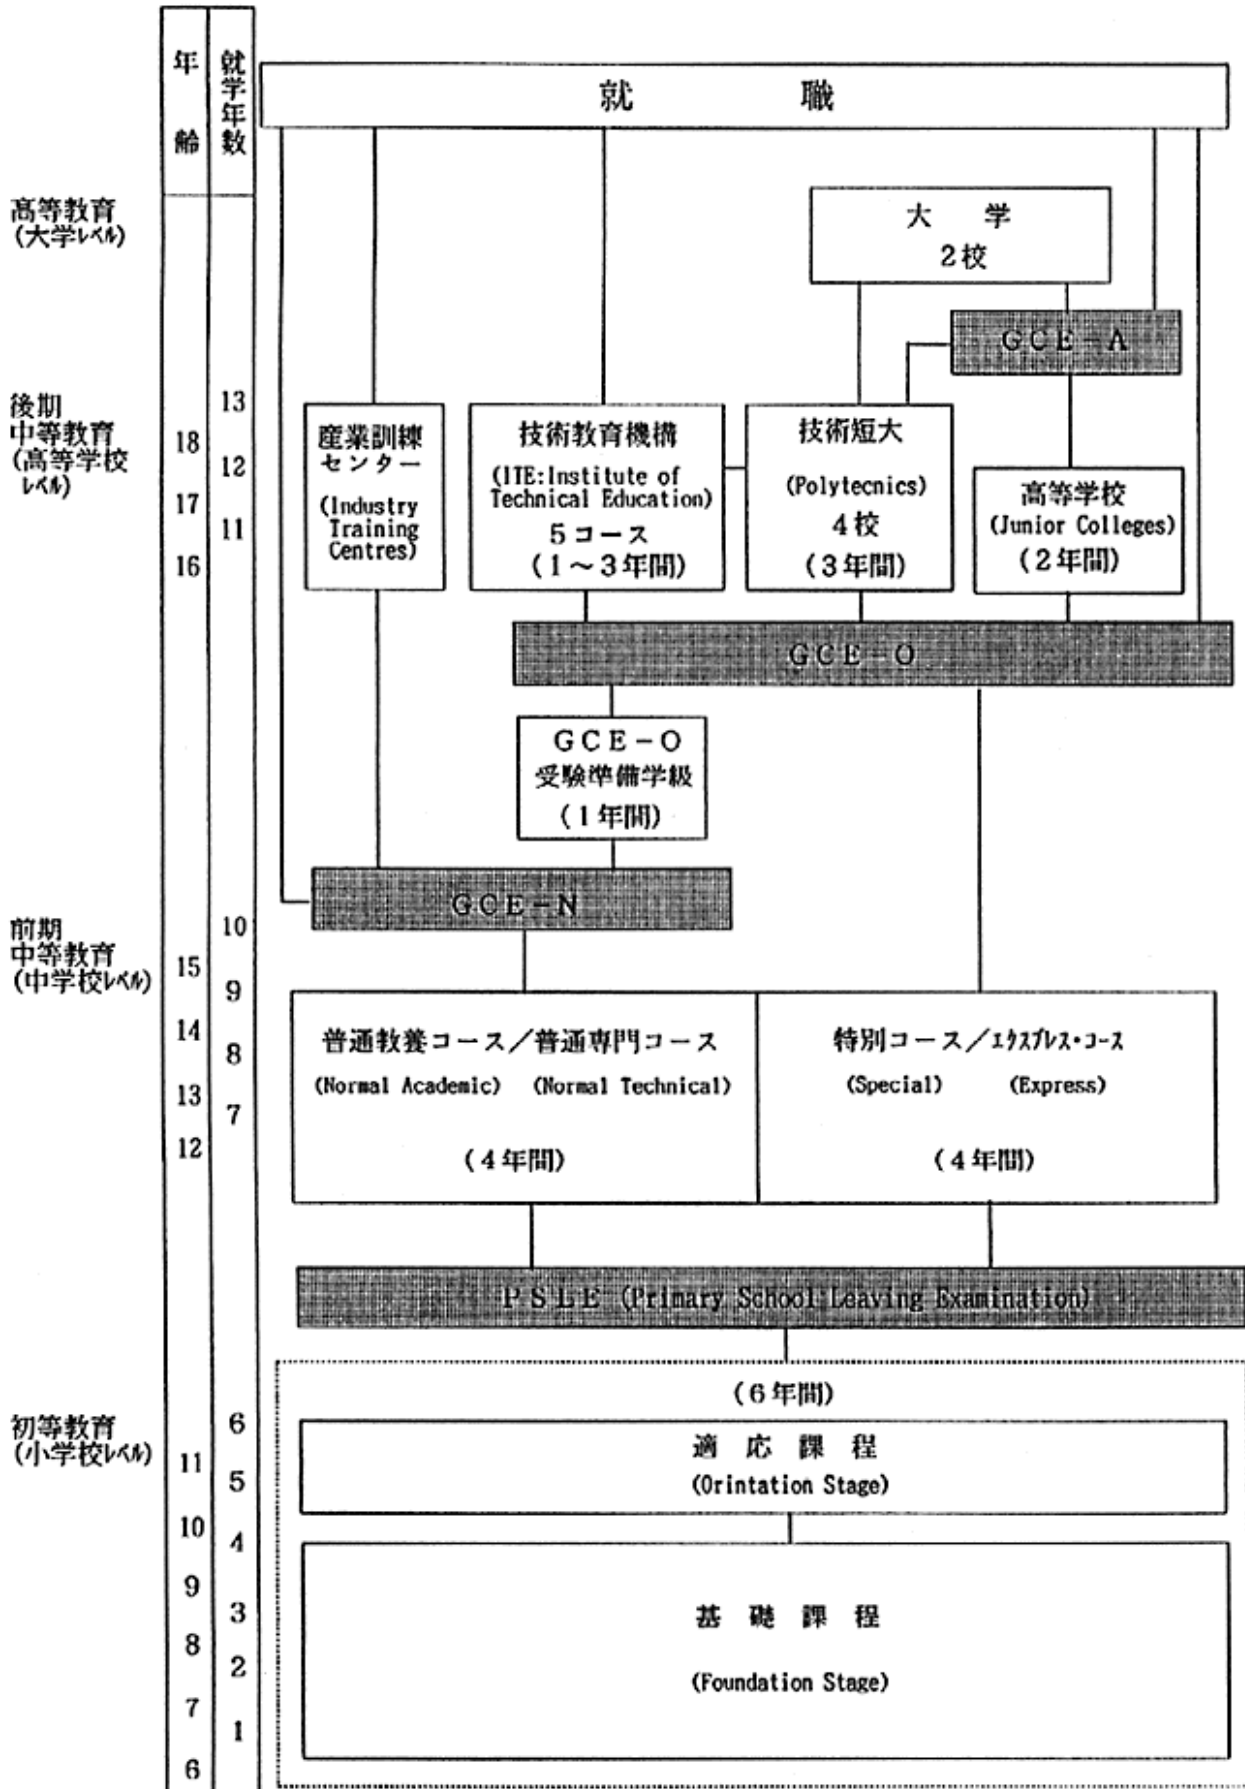 年齢
就学年数
就職
高等教育
(大学レベル)
大学
2校
GCE-A
後期
中等教育
(高等学校
レベル)
18
17
16
13
12
11
産業訓練
センター
(Industry
Training
Centres)
技術教育機構
(ITE:Institute of
Technical Education)
5コース
(1～3年間)
技術短大
(Polytecnics)
4校
(3年間)
高等学校
(Junior Colleges)
(2年間)
GCE-O
GCE-O
受験準備学級
(1年間)
GCE-N
前期
中等教育
(中学校レベル)
15
14
13
12
10
9
8
7
普通教養コース／普通専門コース
(Normal Academic) (Normal Technical)
(4年間)
特別コース／エクスプレス・コース
(Special) (Express)
(4年間)
PSLE (Primary School Leaving Examination)
初等教育
(小学校レベル)
11
10
9
8
7
6
6
5
4
3
2
1
(6年間)
適応課程
(Orintation Stage)
基礎課程
(Foundation Stage)